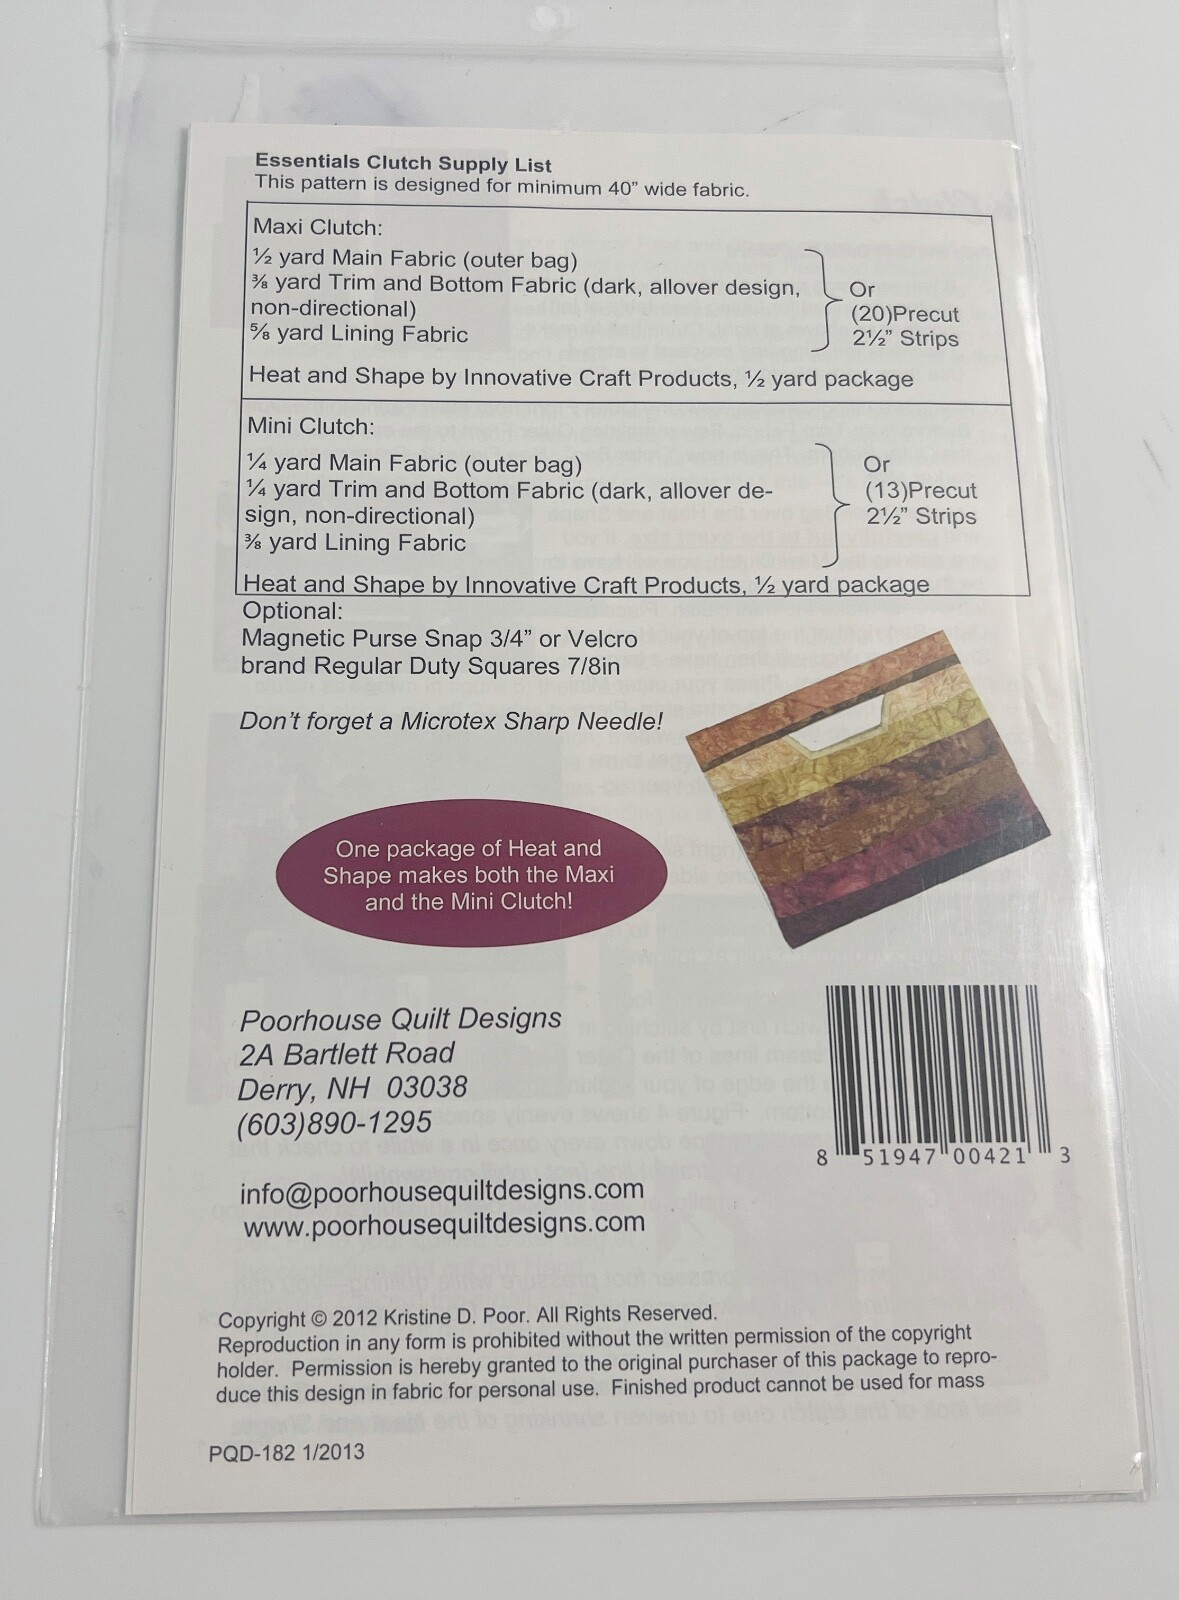 Essentials Clutch Supply List
This pattern is designed for minimum 40” wide fabric.
Maxi Clutch:
½ yard Main Fabric (outer bag)
⅜ yard Trim and Bottom Fabric (dark, allover design,
non-directional)
⅝ yard Lining Fabric
Or
(20)Precut
2½” Strips
Heat and Shape by Innovative Craft Products, ½ yard package
Mini Clutch:
¼ yard Main Fabric (outer bag)
¼ yard Trim and Bottom Fabric (dark, allover de-
sign, non-directional)
⅜ yard Lining Fabric
Or
(13)Precut
2½” Strips
Heat and Shape by Innovative Craft Products, ½ yard package
Optional:
Magnetic Purse Snap 3/4” or Velcro
brand Regular Duty Squares 7/8in
Don’t forget a Microtex Sharp Needle!
One package of Heat and
Shape makes both the Maxi
and the Mini Clutch!
Poorhouse Quilt Designs
2A Bartlett Road
Derry, NH 03038
(603)890-1295
info@poorhousequiltdesigns.com
www.poorhousequiltdesigns.com
8 51947 00421 3
Copyright © 2012 Kristine D. Poor. All Rights Reserved.
Reproduction in any form is prohibited without the written permission of the copyright
holder. Permission is hereby granted to the original purchaser of this package to repro-
duce this design in fabric for personal use. Finished product cannot be used for mass
PQD-182 1/2013